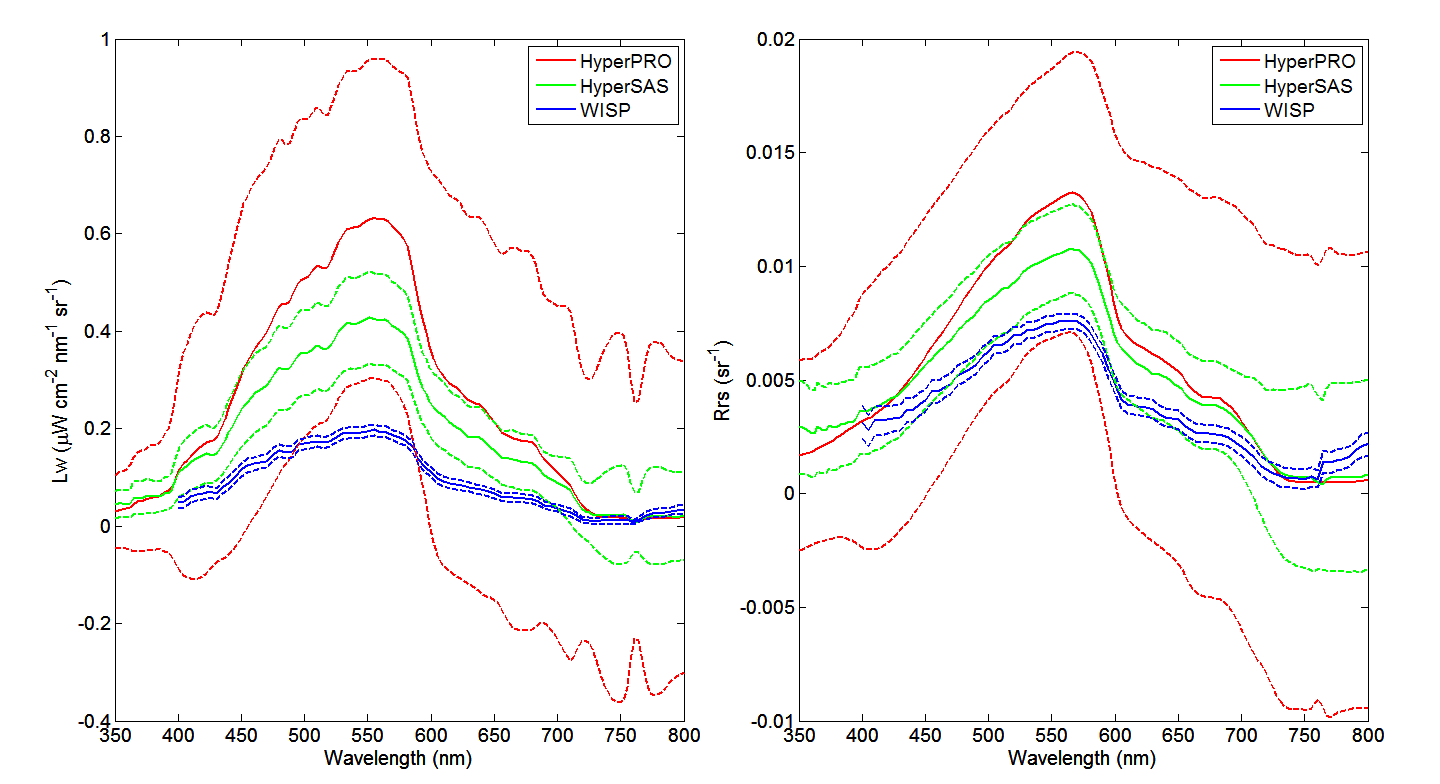 1
0.8
0.6
0.4
0.2
0
-0.2
-0.4
350 400 450 500 550 600 650 700 750 800
Wavelength (nm)
Lw (μW cm⁻² nm⁻¹ sr⁻¹)
HyperPRO
HyperSAS
WISP
0.02
0.015
0.01
0.005
0
-0.005
-0.01
350 400 450 500 550 600 650 700 750 800
Wavelength (nm)
Rrs (sr⁻¹)
HyperPRO
HyperSAS
WISP